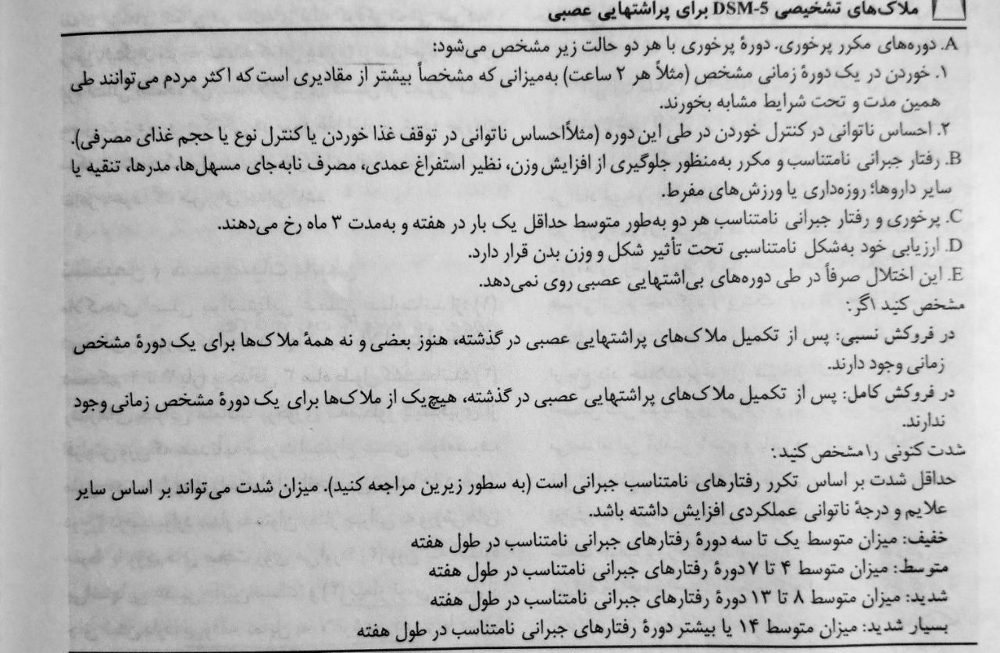 ملاک‌های تشخیصی DSM-5 برای پراشتهایی عصبی
A. دوره‌های مکرر پرخوری. دورهٔ پرخوری با هر دو حالت زیر مشخص می‌شود:
۱. خوردن در یک دورهٔ زمانی مشخص (مثلاً هر ۲ ساعت) به‌میزانی که مشخصاً بیشتر از مقادیری است که اکثر مردم می‌توانند طی
همین مدت و تحت شرایط مشابه بخورند.
۲. احساس ناتوانی در کنترل خوردن در طی این دوره (مثلاًاحساس ناتوانی در توقف غذا خوردن یا کنترل نوع یا حجم غذای مصرفی).
B. رفتار جبرانی نامتناسب و مکرر به‌منظور جلوگیری از افزایش وزن، نظیر استفراغ عمدی، مصرف نابه‌جای مسهل‌ها، مدرها، تنقیه یا
سایر داروها؛ روزه‌داری یا ورزش‌های مفرط.
C. پرخوری و رفتار جبرانی نامتناسب هر دو به‌طور متوسط حداقل یک بار در هفته و به‌مدت ۳ ماه رخ می‌دهند.
D. ارزیابی خود به‌شکل نامتناسبی تحت تأثیر شکل و وزن بدن قرار دارد.
E. این اختلال صرفاً در طی دوره‌های بی‌اشتهایی عصبی روی نمی‌دهد.
مشخص کنید اگر:
در فروکش نسبی: پس از تکمیل ملاک‌های پراشتهایی عصبی در گذشته، هنوز بعضی و نه همهٔ ملاک‌ها برای یک دورهٔ مشخص
زمانی وجود دارند.
در فروکش کامل: پس از تکمیل ملاک‌های پراشتهایی عصبی در گذشته، هیچ‌یک از ملاک‌ها برای یک دورهٔ مشخص زمانی وجود
ندارند.
شدت کنونی را مشخص کنید:
حداقل شدت بر اساس تکرر رفتارهای نامتناسب جبرانی است (به سطور زیرین مراجعه کنید). میزان شدت می‌تواند بر اساس سایر
علایم و درجهٔ ناتوانی عملکردی افزایش داشته باشد.
خفیف: میزان متوسط یک تا سه دورهٔ رفتارهای جبرانی نامتناسب در طول هفته
متوسط: میزان متوسط ۴ تا ۷ دورهٔ رفتارهای جبرانی نامتناسب در طول هفته
شدید: میزان متوسط ۸ تا ۱۳ دورهٔ رفتارهای جبرانی نامتناسب در طول هفته
بسیار شدید: میزان متوسط ۱۴ یا بیشتر دورهٔ رفتارهای جبرانی نامتناسب در طول هفته